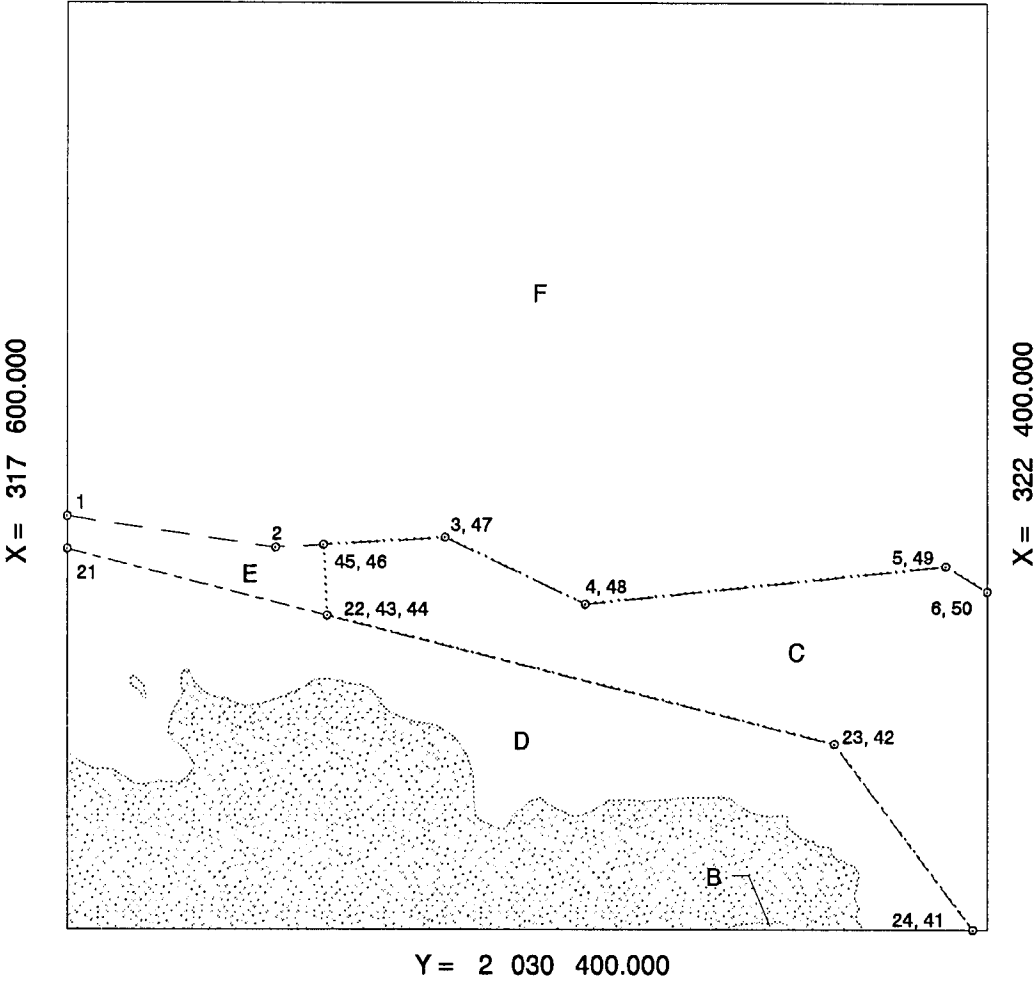 F
X = 317 600.000
X = 322 400.000
1
2
3, 47
45, 46
5, 49
21
E
4, 48
6, 50
22, 43, 44
C
D
23, 42
B
24, 41
Y = 2 030 400.000